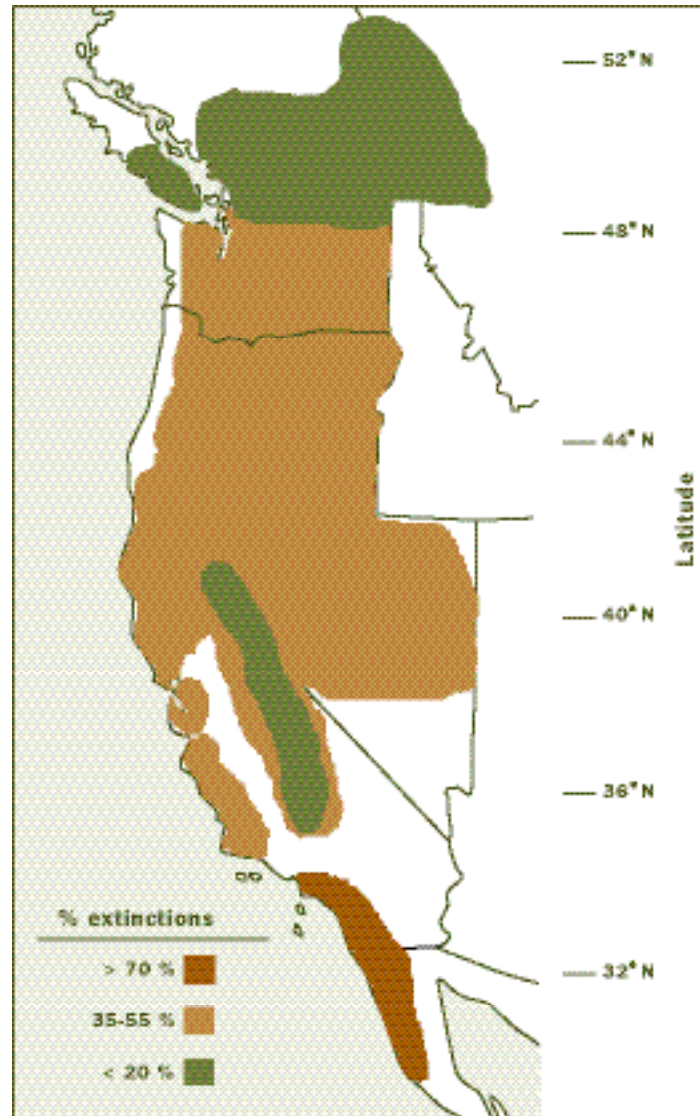 52° N
48° N
44° N
Latitude
40° N
36° N
32° N
% extinctions
> 70 %
35-55 %
< 20 %